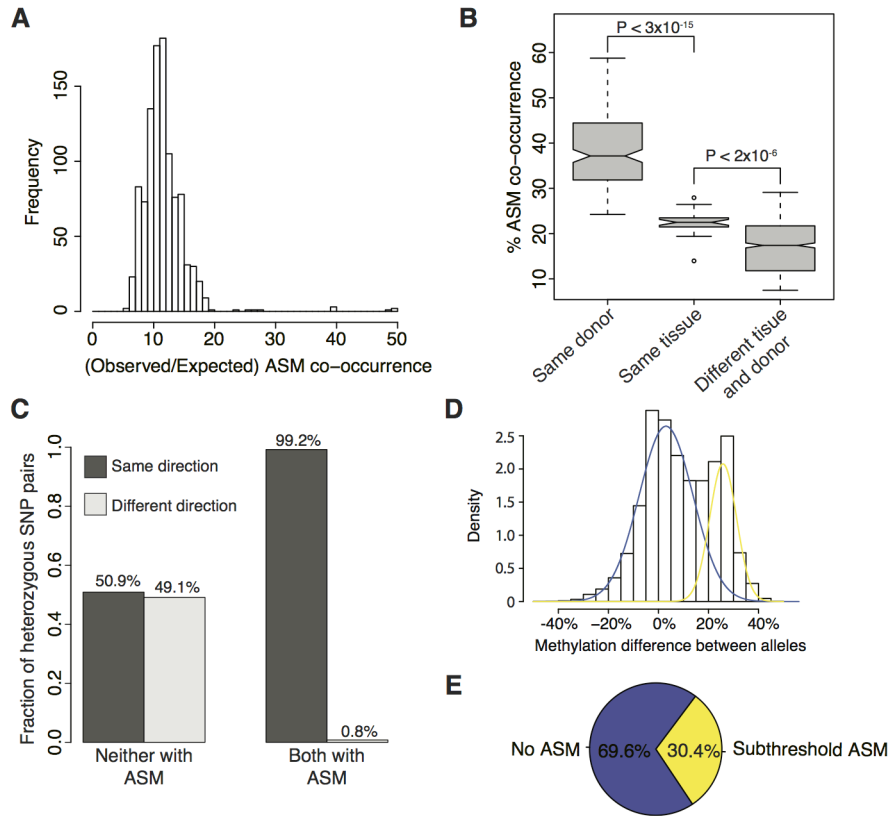 A
Frequency
150
100
50
0
0 10 20 30 40 50
(Observed/Expected) ASM co-occurrence
B
% ASM co-occurrence
60
50
40
30
20
10
P < 3x10-15
P < 2x10-6
Same donor
Same tissue
Different tisue
and donor
C
Fraction of heterozygous SNP pairs
1.0
0.8
0.6
0.4
0.2
0.0
Same direction
Different direction
50.9%
49.1%
99.2%
0.8%
Neither with
ASM
Both with
ASM
D
Density
2.5
2.0
1.5
1.0
0.5
0
-40% -20% 0% 20% 40%
Methylation difference between alleles
E
No ASM
69.6%
30.4%
Subthreshold ASM